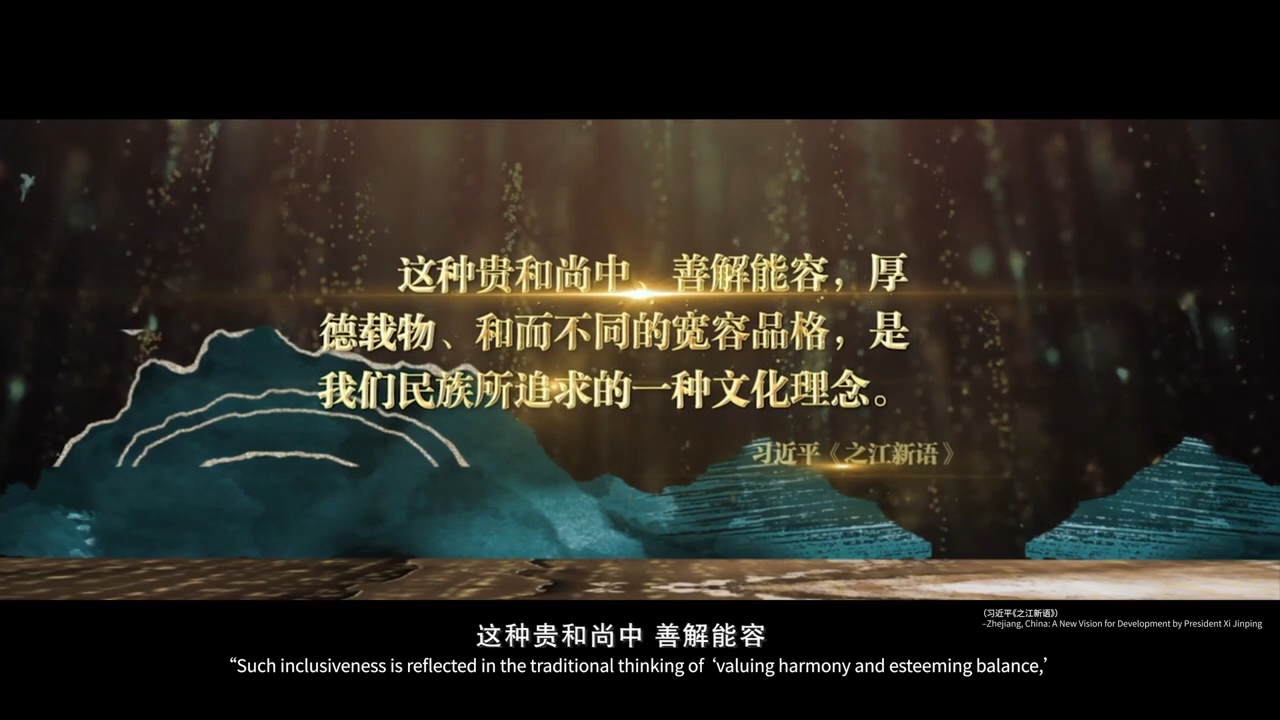 这种贵和尚中、善解能容，厚
德载物、和而不同的宽容品格，是
我们民族所追求的一种文化理念。
习近平《之江新语》
（习近平《之江新语》）
–Zhejiang, China: A New Vision for Development by President Xi Jinping
这种贵和尚中 善解能容
“Such inclusiveness is reflected in the traditional thinking of ‘valuing harmony and esteeming balance,’